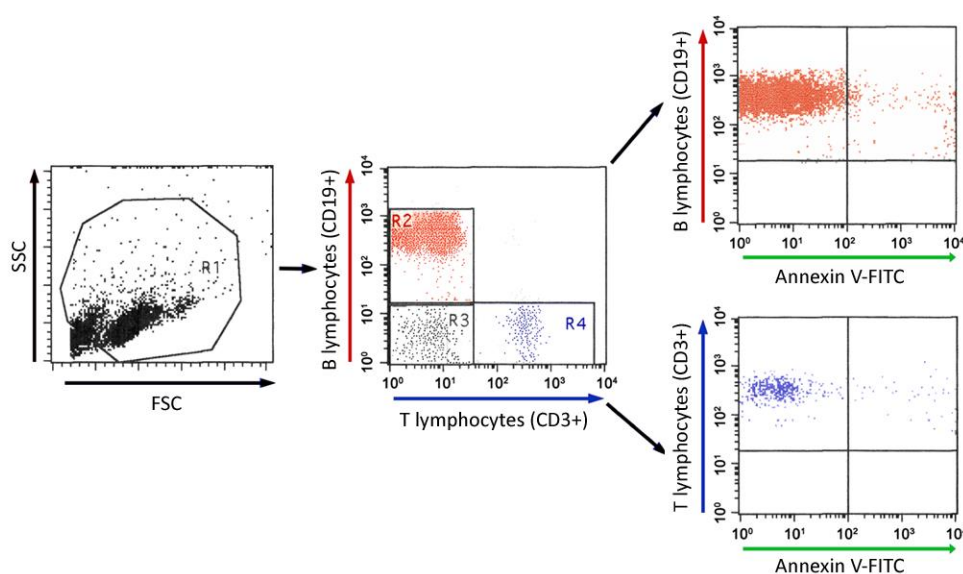 SSC
R1
FSC
B lymphocytes (CD19+)
10⁴
10³
10²
10¹
10⁰
R2
R3
R4
10⁰ 10¹ 10² 10³ 10⁴
T lymphocytes (CD3+)
B lymphocytes (CD19+)
10⁴
10³
10²
10¹
10⁰
10⁰ 10¹ 10² 10³ 10⁴
Annexin V-FITC
T lymphocytes (CD3+)
10⁴
10³
10²
10¹
10⁰
10⁰ 10¹ 10² 10³ 10⁴
Annexin V-FITC